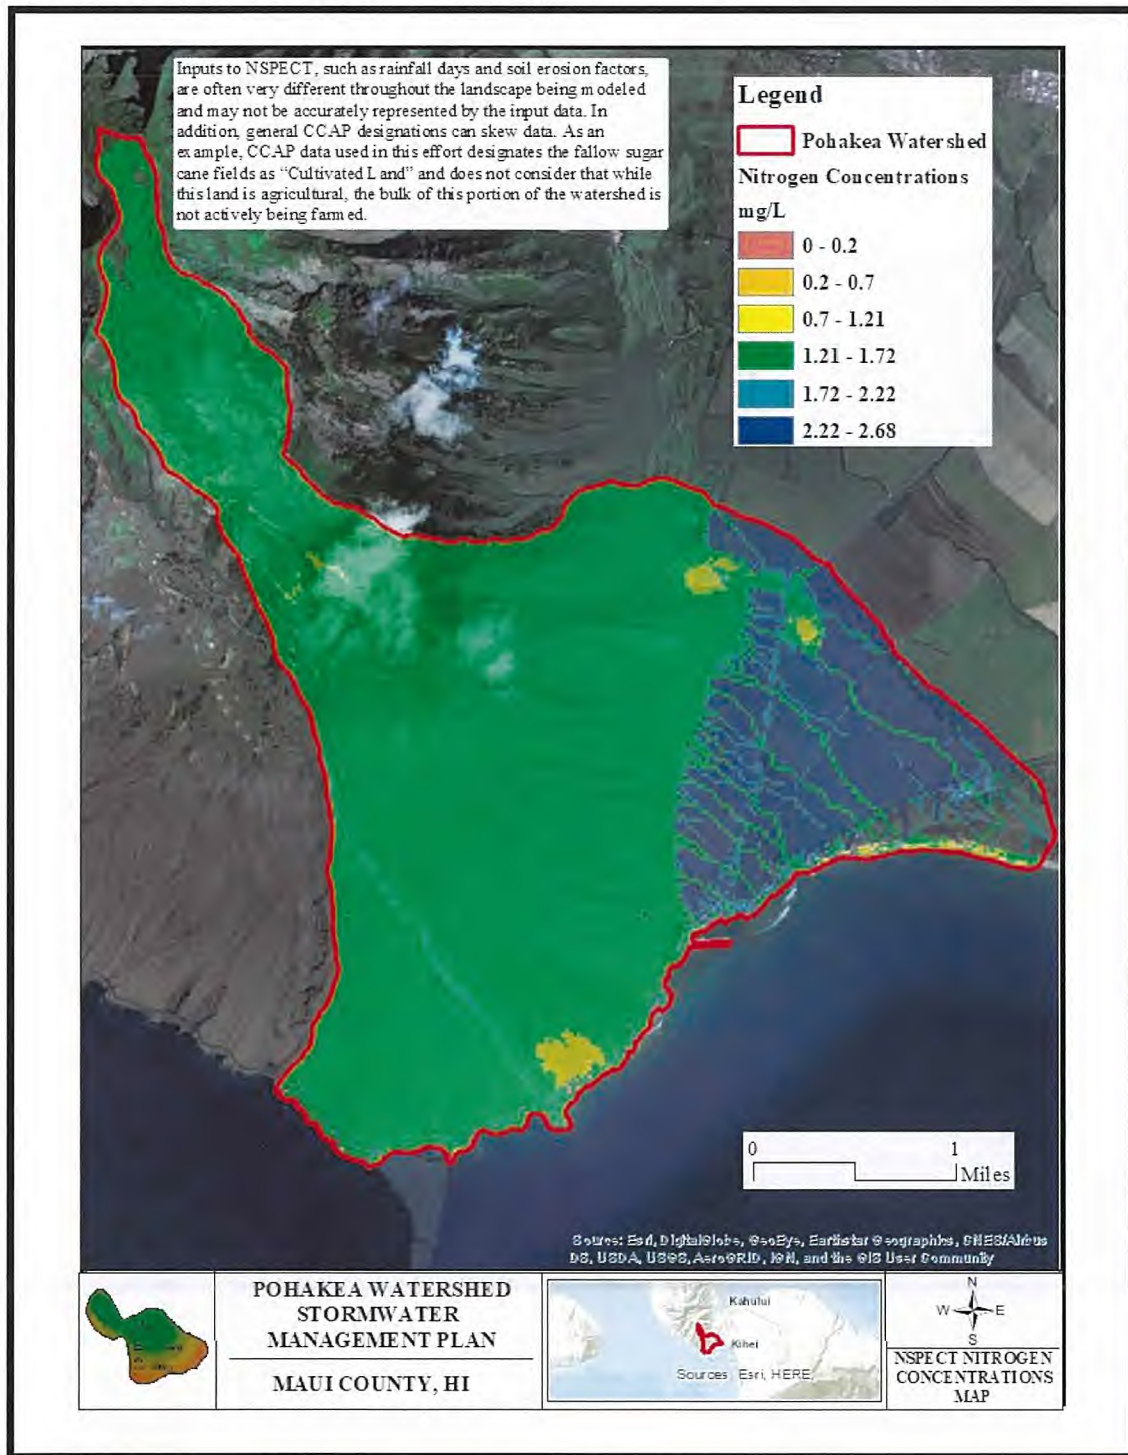 Inputs to NSPECT, such as rainfall days and soil erosion factors,
are often very different throughout the landscape being modeled
and may not be accurately represented by the input data. In
addition, general CCAP designations can skew data. As an
example, CCAP data used in this effort designates the fallow sugar
cane fields as “Cultivated Land” and does not consider that while
this land is agricultural, the bulk of this portion of the watershed is
not actively being farmed.
Legend
Pohakea Watershed
Nitrogen Concentrations
mg/L
0 - 0.2
0.2 - 0.7
0.7 - 1.21
1.21 - 1.72
1.72 - 2.22
2.22 - 2.68
0 1
Miles
Source: Esri, DigitalGlobe, GeoEye, Earthstar Geographics, CNES/Airbus
DS, USDA, USGS, AeroGRID, IGN, and the GIS User Community
POHAKEA WATERSHED
STORMWATER
MANAGEMENT PLAN
MAUI COUNTY, HI
Kahului
Kihei
Sources: Esri, HERE,
N
W E
S
NSPECT NITROGEN
CONCENTRATIONS
MAP